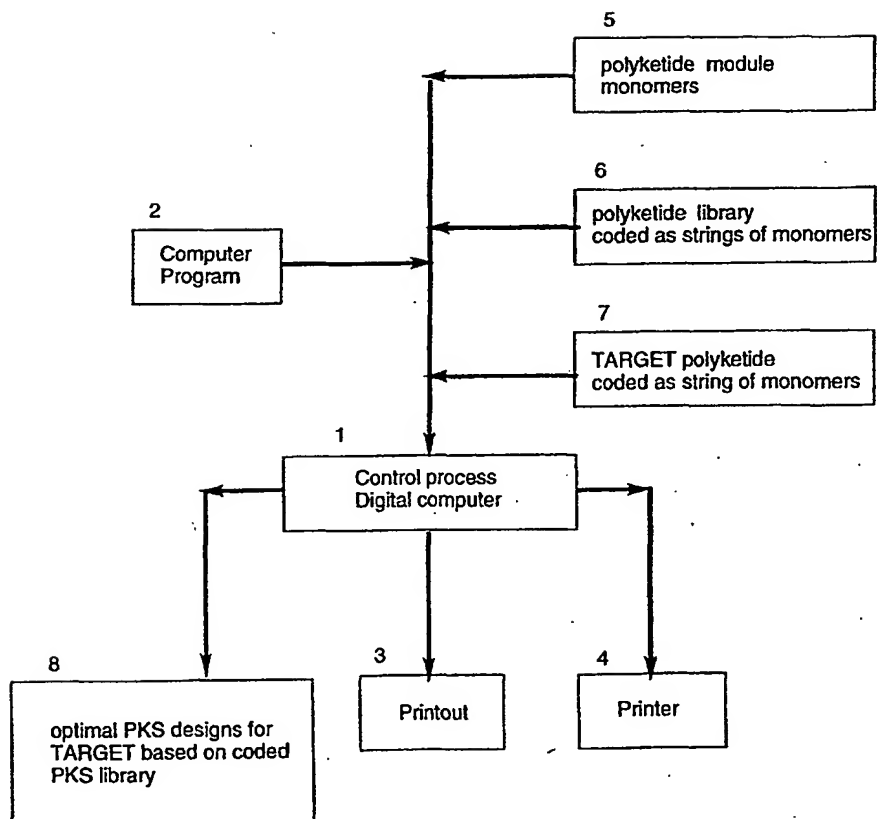 5
polyketide module
monomers
6
polyketide library
coded as strings of monomers
2
Computer
Program
7
TARGET polyketide
coded as string of monomers
1
Control process
Digital computer
8
optimal PKS designs for
TARGET based on coded
PKS library
3
Printout
4
Printer